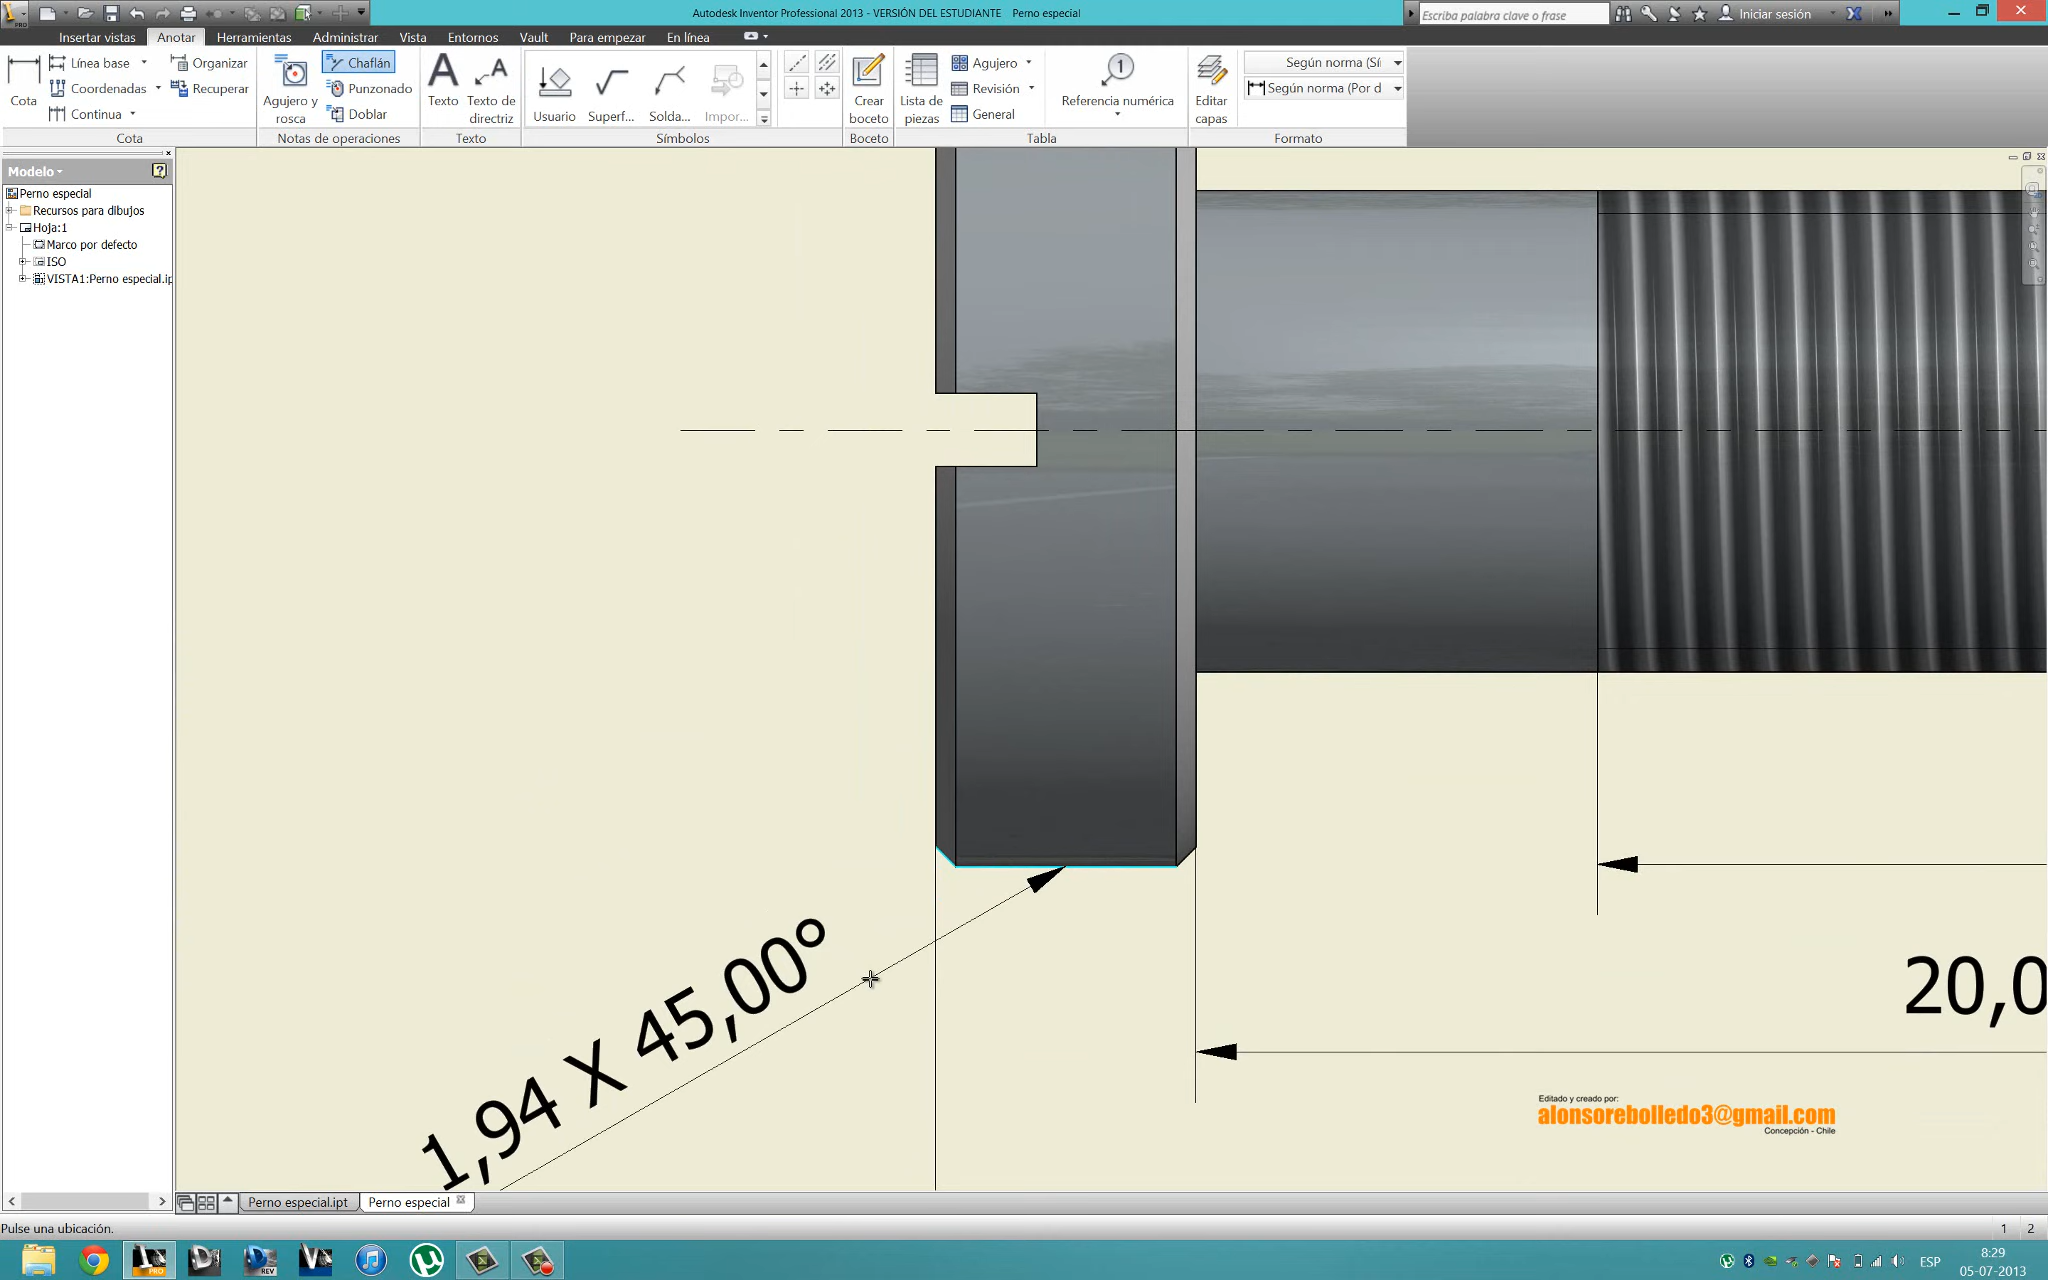 PRO
Autodesk Inventor Professional 2013 - VERSIÓN DEL ESTUDIANTE Perno especial
Escriba palabra clave o frase
Iniciar sesión
Insertar vistas Anotar Herramientas Administrar Vista Entornos Vault Para empezar En línea
Cota
Línea base
Coordenadas
Continua
Organizar
Recuperar
Cota
Agujero y rosca
Chaflán
Punzonado
Doblar
Notas de operaciones
Texto
Texto de directriz
Texto
Usuario
Superf...
Solda...
Impor...
Símbolos
Crear boceto
Boceto
Lista de piezas
Agujero
Revisión
General
Referencia numérica
Tabla
Editar capas
Según norma (Sí
Según norma (Por d
Formato
Modelo
Perno especial
Recursos para dibujos
Hoja:1
Marco por defecto
ISO
VISTA1:Perno especial.ip
1,94 X 45,00°
20,0
Editado y creado por:
alonsorebolledo3@gmail.com
Concepción - Chile
Perno especial.ipt
Perno especial
Pulse una ubicación.
1 2
PRO
REV
ESP
8:29
05-07-2013